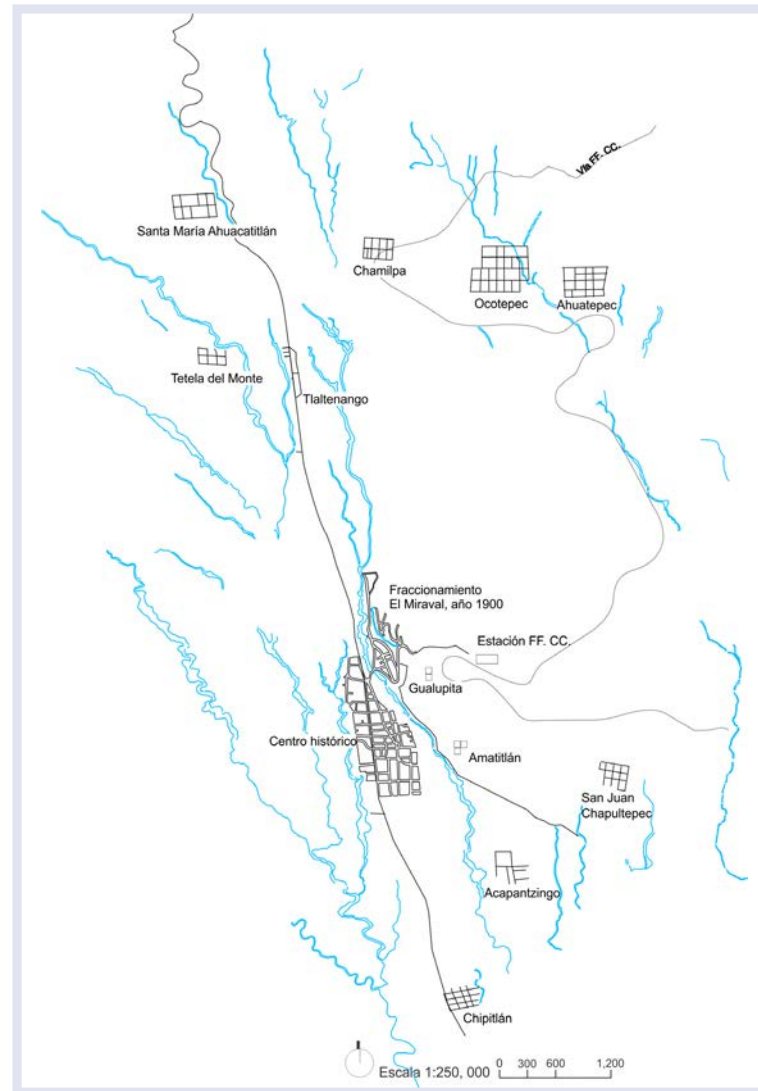 Vía FF. CC.
Santa María Ahuacatitlán
Chamilpa
Ocotepec
Ahuatepec
Tetela del Monte
Tlaltenango
Fraccionamiento
El Miraval, año 1900
Estación FF. CC.
Gualupita
Centro histórico
Amatitlán
San Juan
Chapultepec
Acapantzingo
Chipitlán
Escala 1:250, 000 0 300 600 1,200